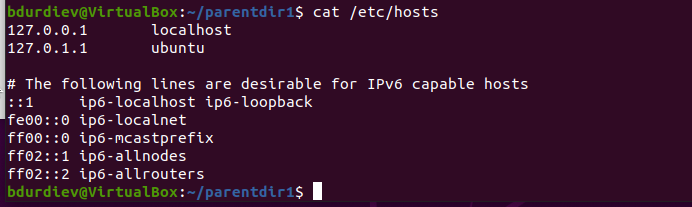 bdurdiev@VirtualBox:~/parentdir1$ cat /etc/hosts
127.0.0.1       localhost
127.0.1.1       ubuntu

# The following lines are desirable for IPv6 capable hosts
::1     ip6-localhost ip6-loopback
fe00::0 ip6-localnet
ff00::0 ip6-mcastprefix
ff02::1 ip6-allnodes
ff02::2 ip6-allrouters
bdurdiev@VirtualBox:~/parentdir1$